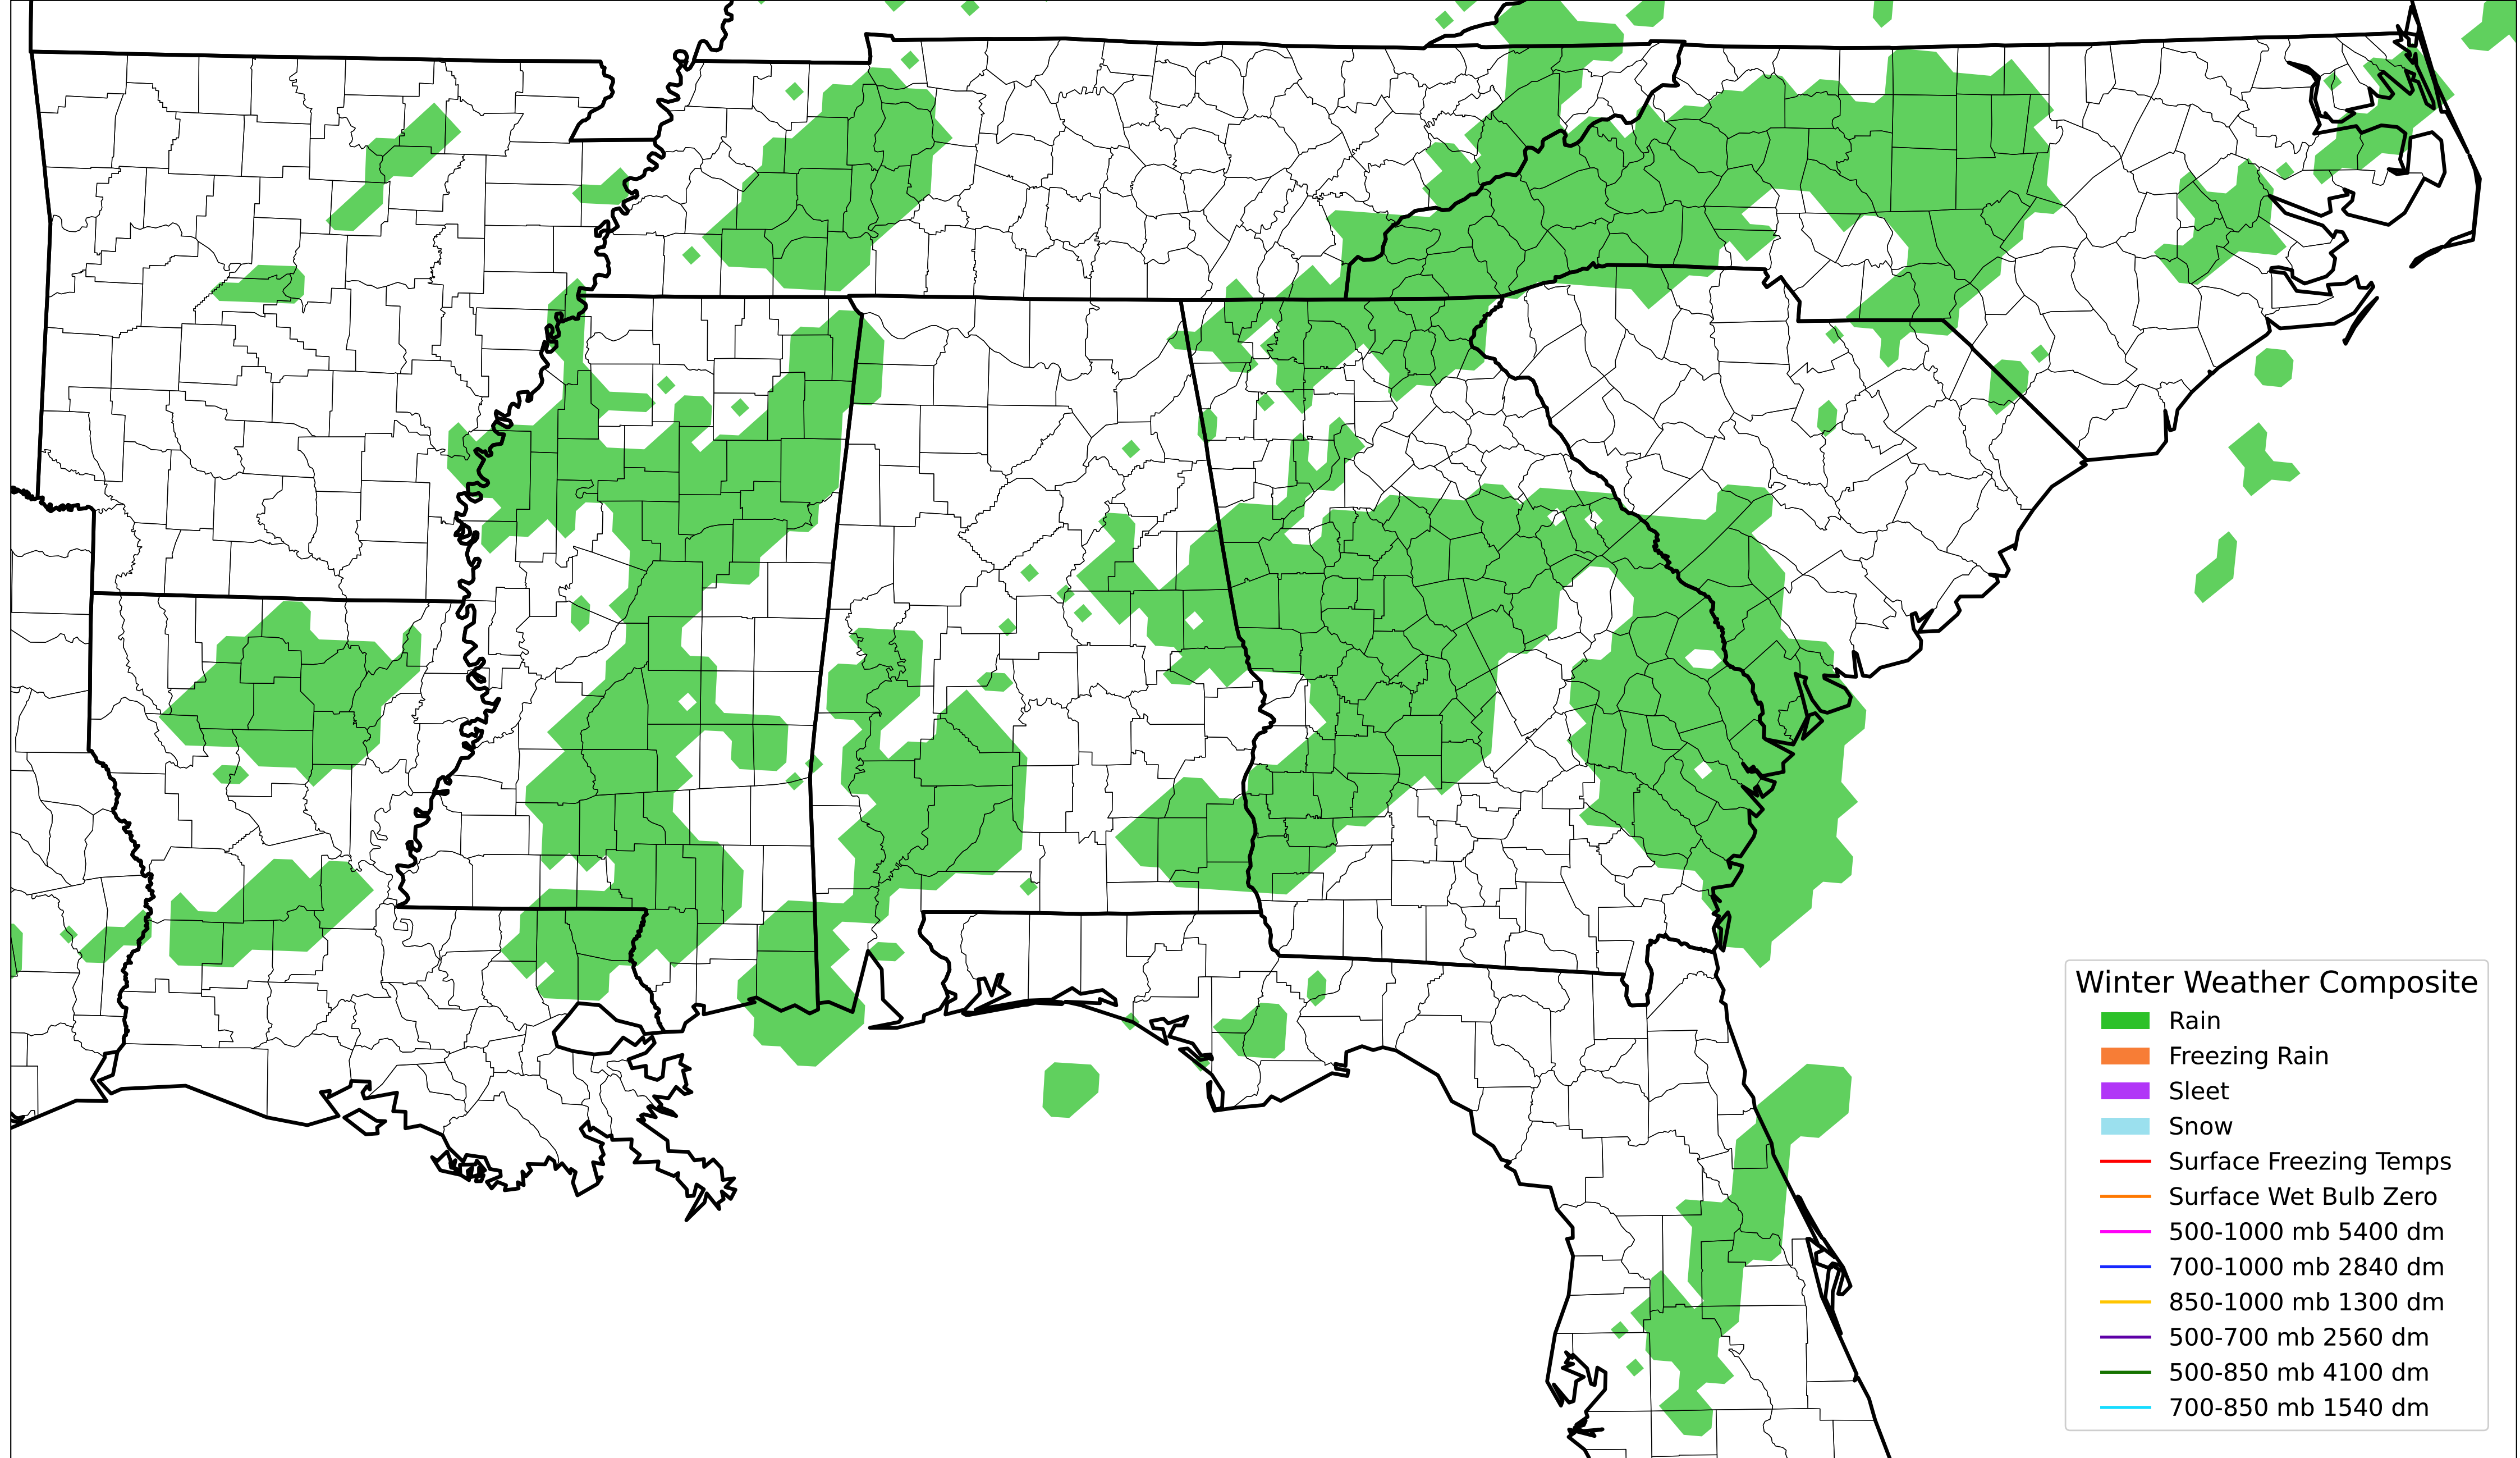 Winter Weather Composite
Rain
Freezing Rain
Sleet
Snow
Surface Freezing Temps
Surface Wet Bulb Zero
500-1000 mb 5400 dm
700-1000 mb 2840 dm
850-1000 mb 1300 dm
500-700 mb 2560 dm
500-850 mb 4100 dm
700-850 mb 1540 dm